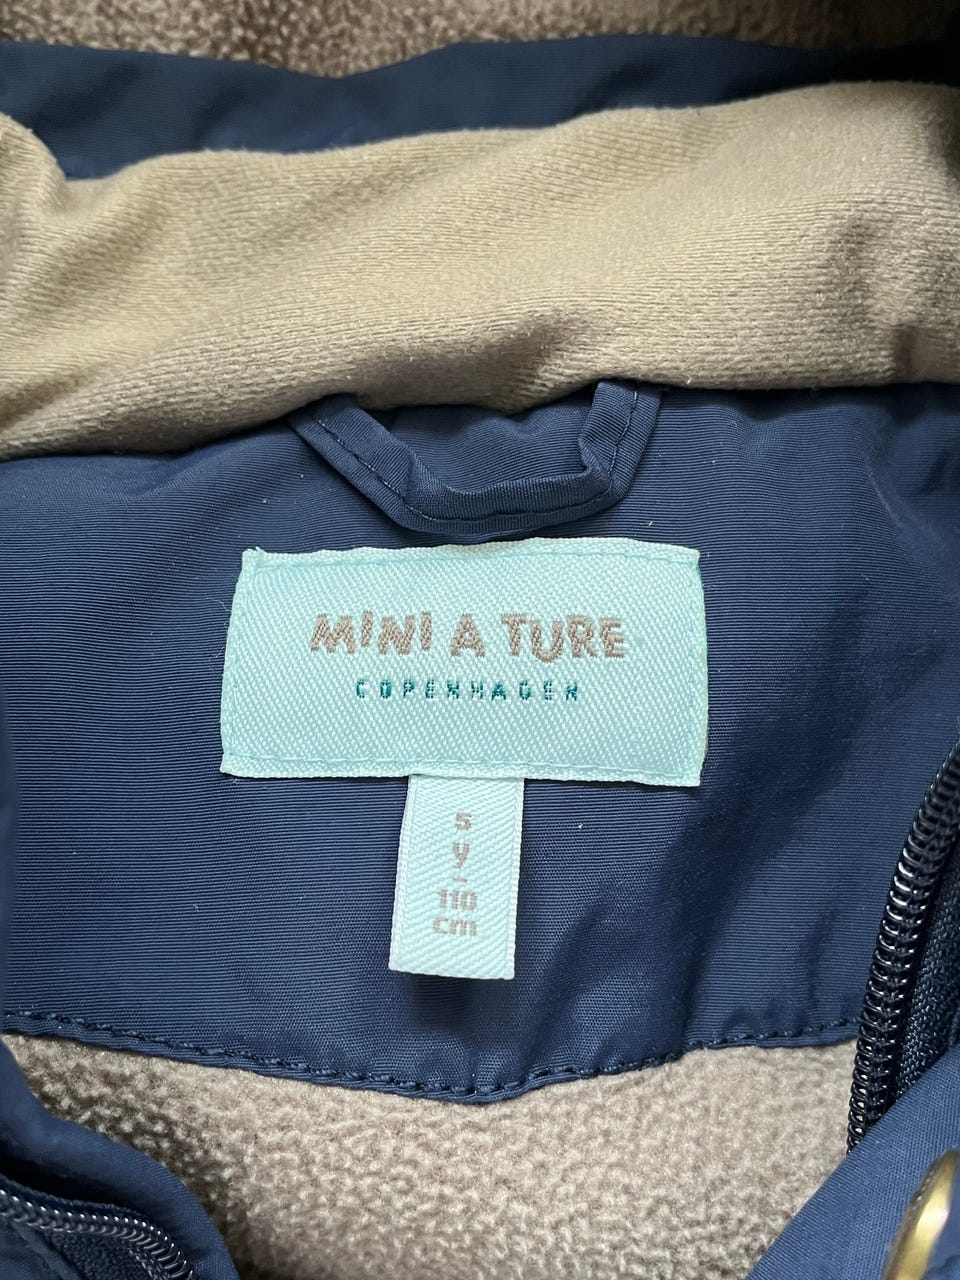 MINI A TURE
COPENHAGEN
5
y
-
110
cm